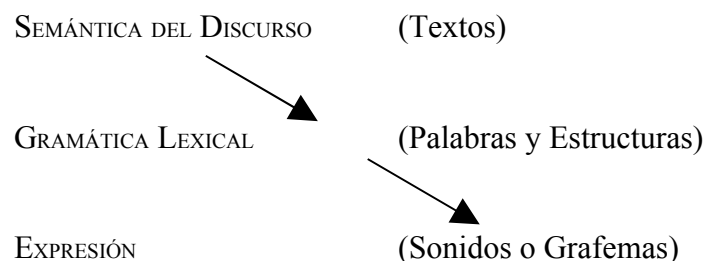 Semántica del Discurso (Textos)
Gramática Lexical (Palabras y Estructuras)
Expresión (Sonidos o Grafemas)